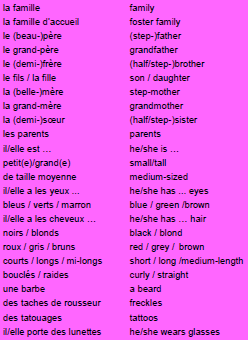 la famille family
la famille d'accueil foster family
le (beau-)père (step-)father
le grand-père grandfather
le (demi-)frère (half/step-)brother
le fils / la fille son / daughter
la (belle-)mère step-mother
la grand-mère grandmother
la (demi-)sœur (half/step-)sister
les parents parents
il/elle est … he/she is …
petit(e)/grand(e) small/tall
de taille moyenne medium-sized
il/elle a les yeux ... he/she has ... eyes
bleus / verts / marron blue / green /brown
il/elle a les cheveux … he/she has … hair
noirs / blonds black / blond
roux / gris / bruns red / grey / brown
courts / longs / mi-longs short / long /medium-length
bouclés / raides curly / straight
une barbe a beard
des taches de rousseur freckles
des tatouages tattoos
il/elle porte des lunettes he/she wears glasses